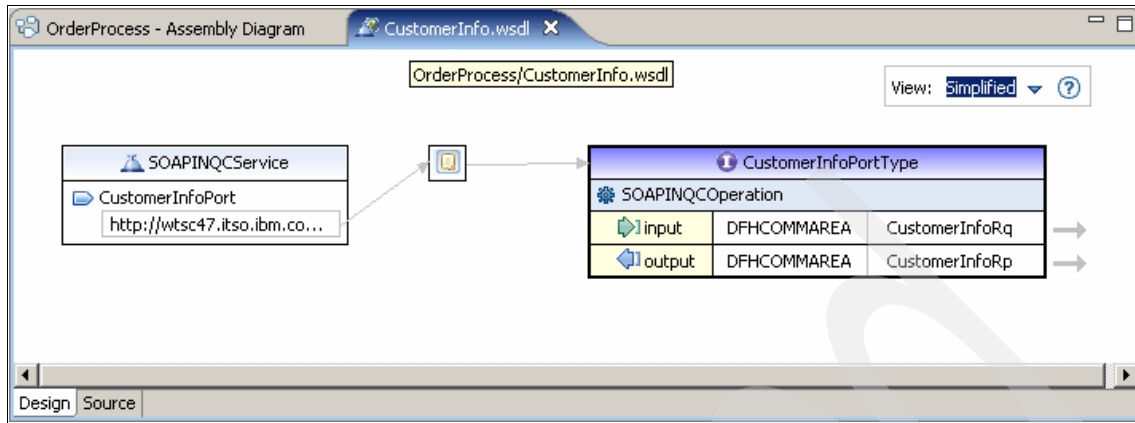 OrderProcess - Assembly Diagram CustomerInfo.wsdl
OrderProcess/CustomerInfo.wsdl
View: Simplified
SOAPINQCService
CustomerInfoPortType
CustomerInfoPort
SOAPINQCOperation
http://wtsc47.itso.ibm.co...
input DFHCOMMAREA CustomerInfoRq
output DFHCOMMAREA CustomerInfoRp
Design Source